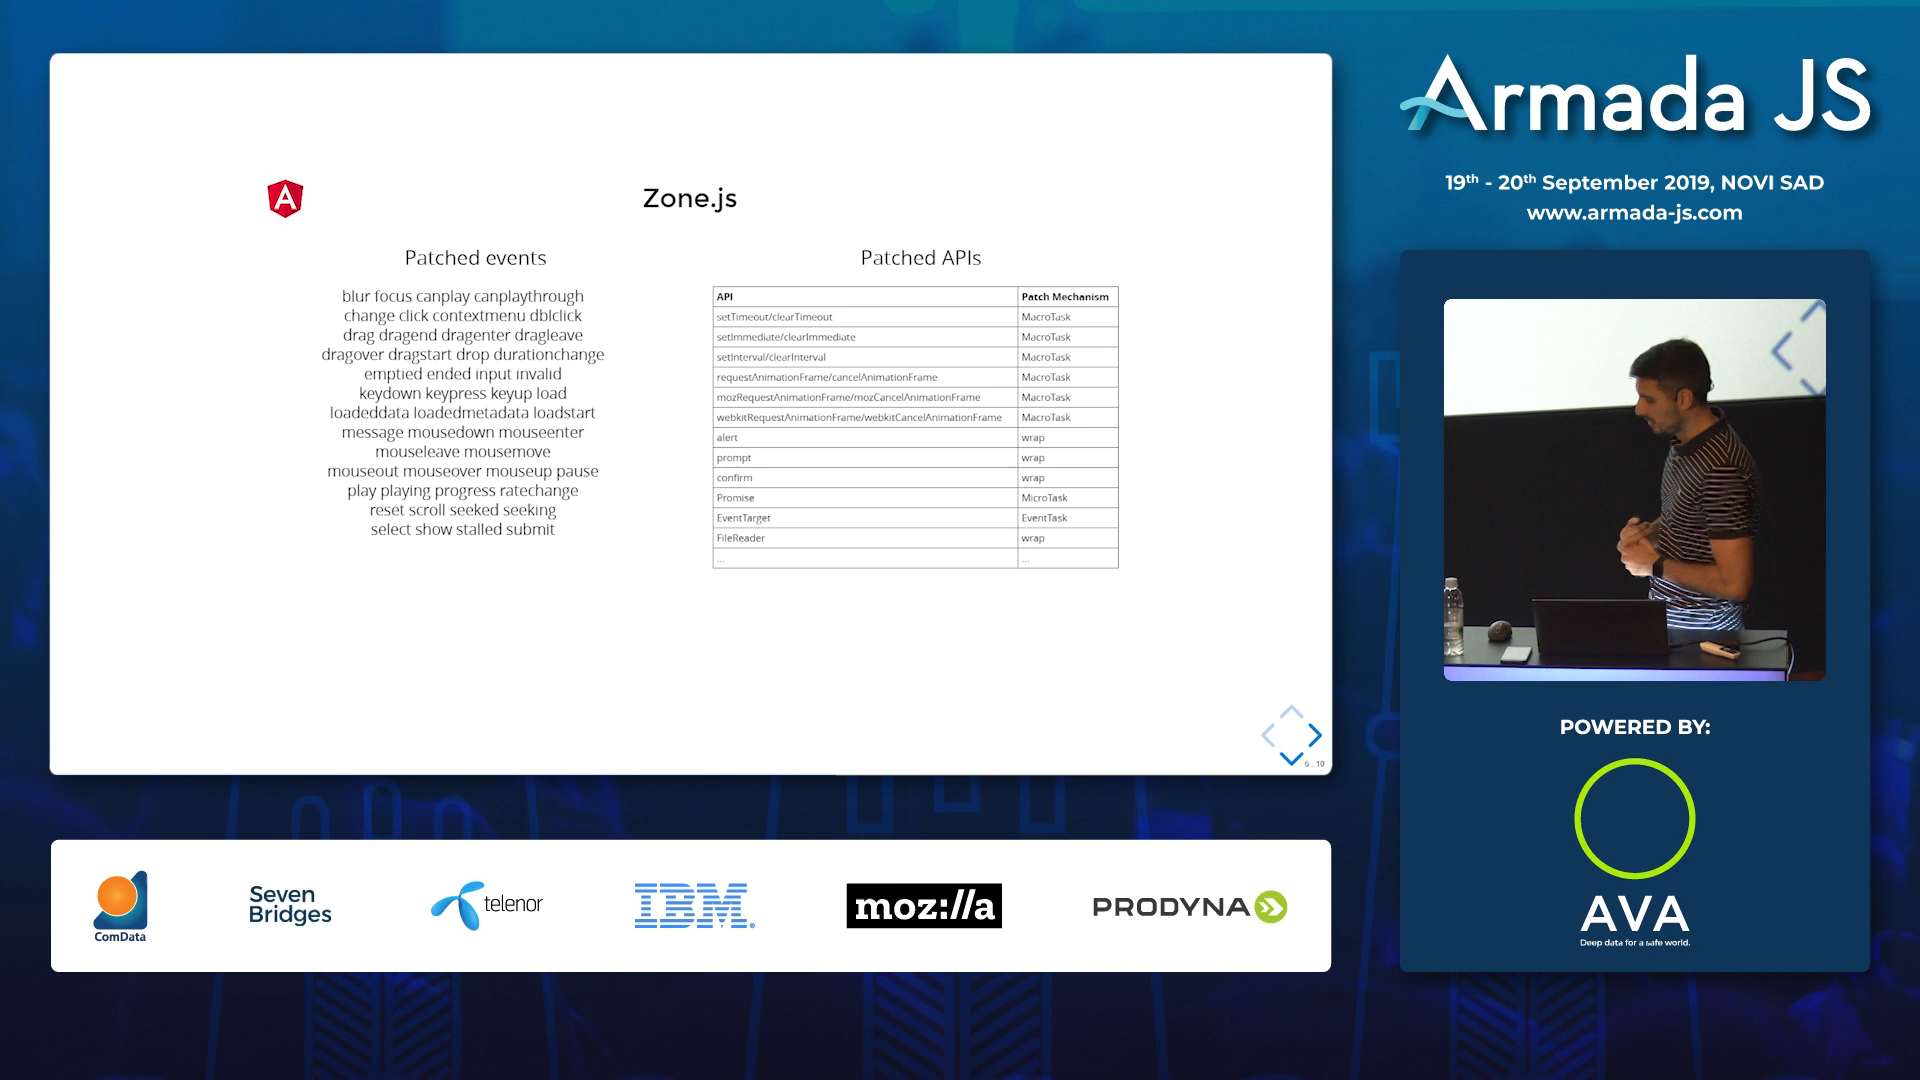 Zone.js
Patched events
blur focus canplay canplaythrough
change click contextmenu dblclick
drag dragend dragenter dragleave
dragover dragstart drop durationchange
emptied ended input invalid
keydown keypress keyup load
loadeddata loadedmetadata loadstart
message mousedown mouseenter
mouseleave mousemove
mouseout mouseover mouseup pause
play playing progress ratechange
reset scroll seeked seeking
select show stalled submit
Patched APIs
API Patch Mechanism
setTimeout/clearTimeout MacroTask
setImmediate/clearImmediate MacroTask
setInterval/clearInterval MacroTask
requestAnimationFrame/cancelAnimationFrame MacroTask
mozRequestAnimationFrame/mozCancelAnimationFrame MacroTask
webkitRequestAnimationFrame/webkitCancelAnimationFrame MacroTask
alert wrap
prompt wrap
confirm wrap
Promise MicroTask
EventTarget EventTask
FileReader wrap
... ...
6 . 10
Armada JS
19th - 20th September 2019, NOVI SAD
www.armada-js.com
POWERED BY:
AVA
Deep data for a safe world.
ComData
Seven
Bridges
telenor
IBM
moz://a
PRODYNA